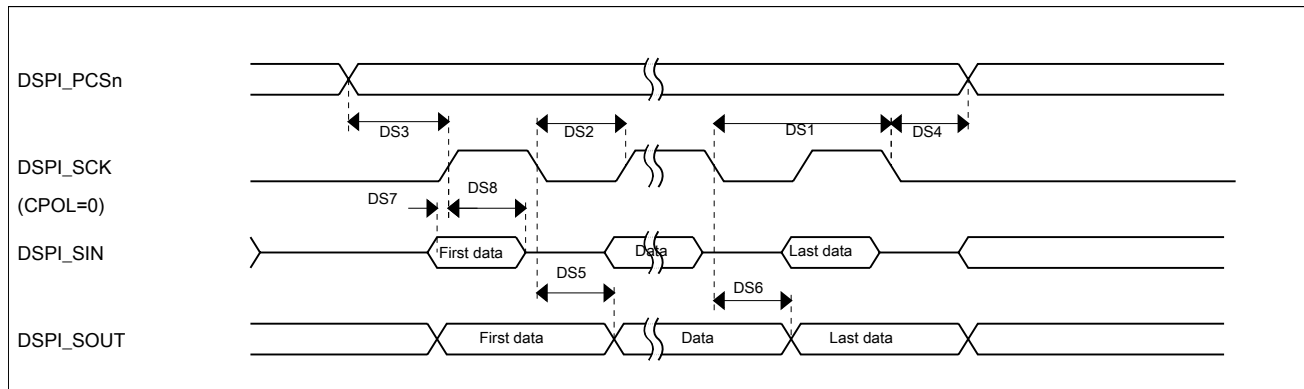 DSPI_PCSn
DS3
DS2
DS1
DS4
DSPI_SCK
(CPOL=0)
DS7
DS8
DSPI_SIN
First data
Data
Last data
DS5
DS6
DSPI_SOUT
First data
Data
Last data